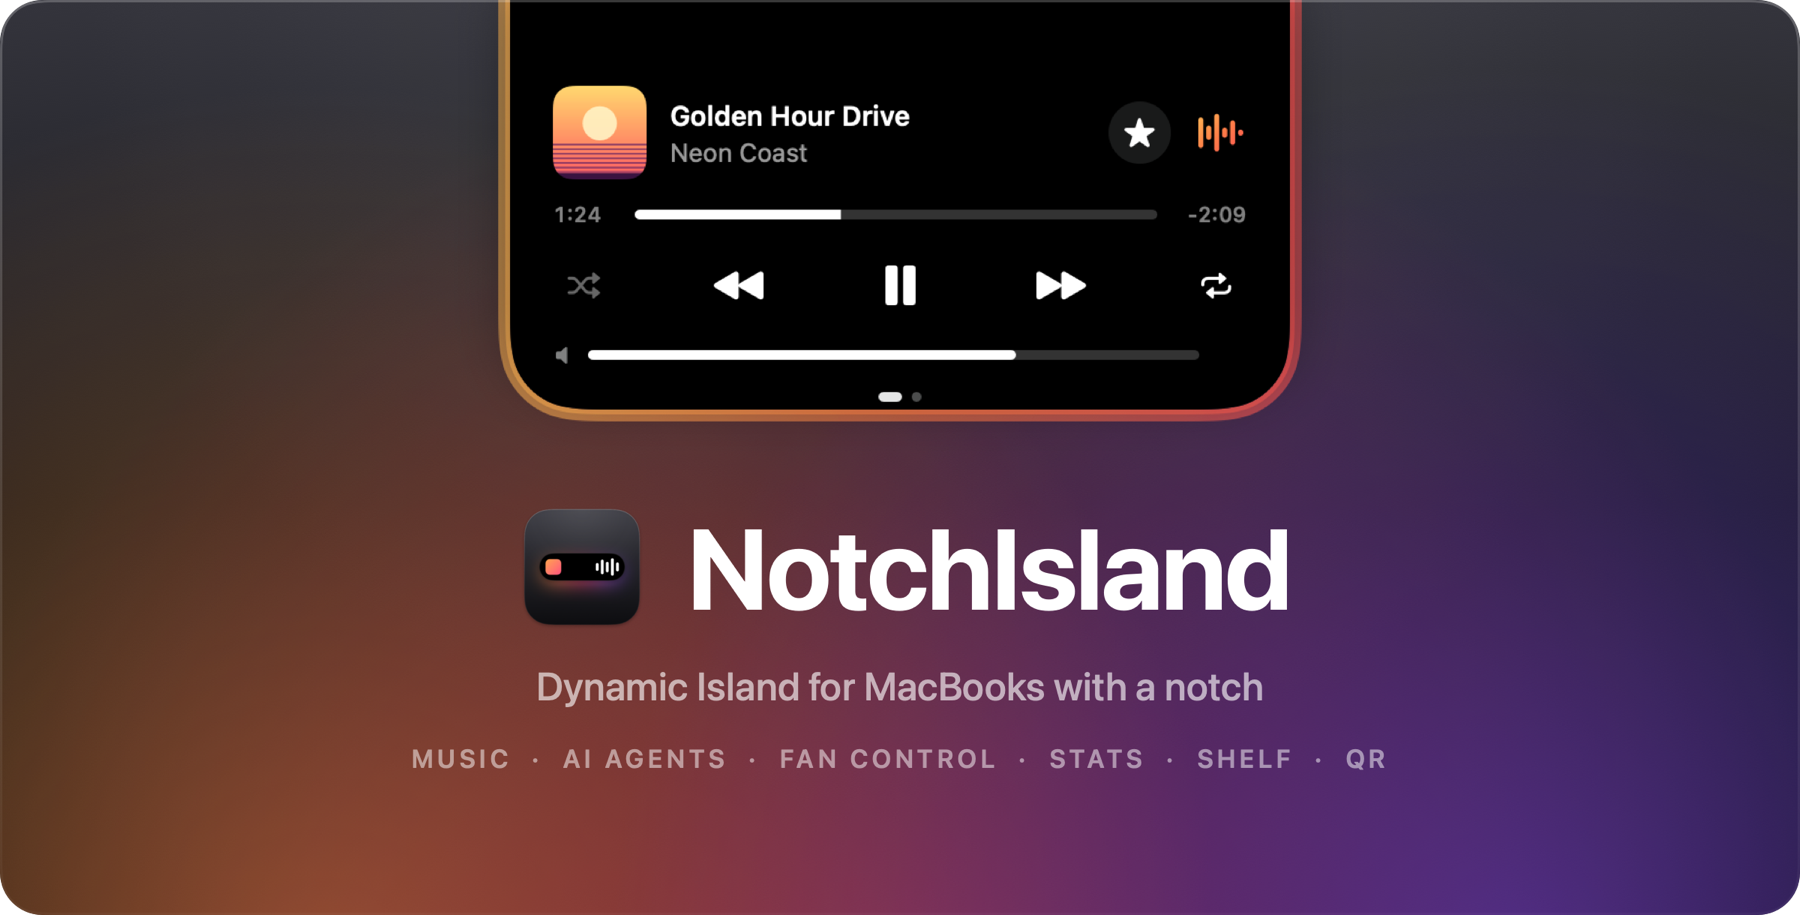 Golden Hour Drive
Neon Coast
1:24 -2:09
NotchIsland
Dynamic Island for MacBooks with a notch
MUSIC · AI AGENTS · FAN CONTROL · STATS · SHELF · QR